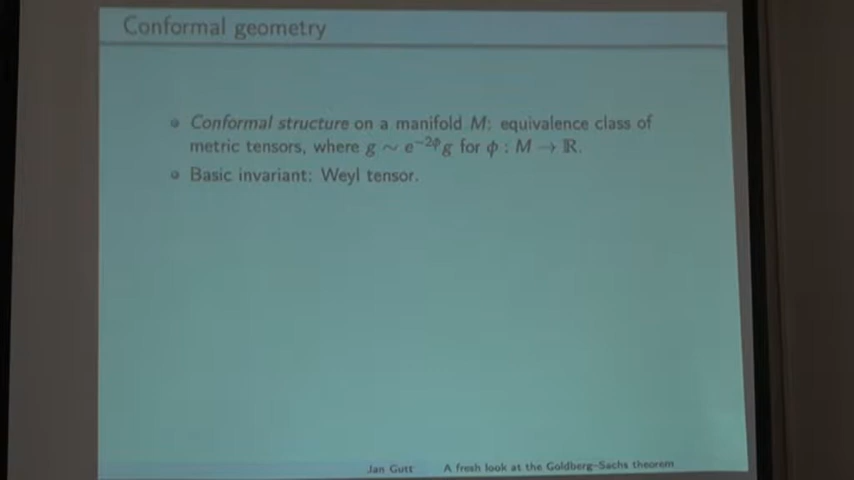 Conformal geometry
Conformal structure on a manifold M: equivalence class of
metric tensors, where g ∼ e^{−2ϕ}g for ϕ : M → ℝ.
Basic invariant: Weyl tensor.
Jan Gutt A fresh look at the Goldberg–Sachs theorem